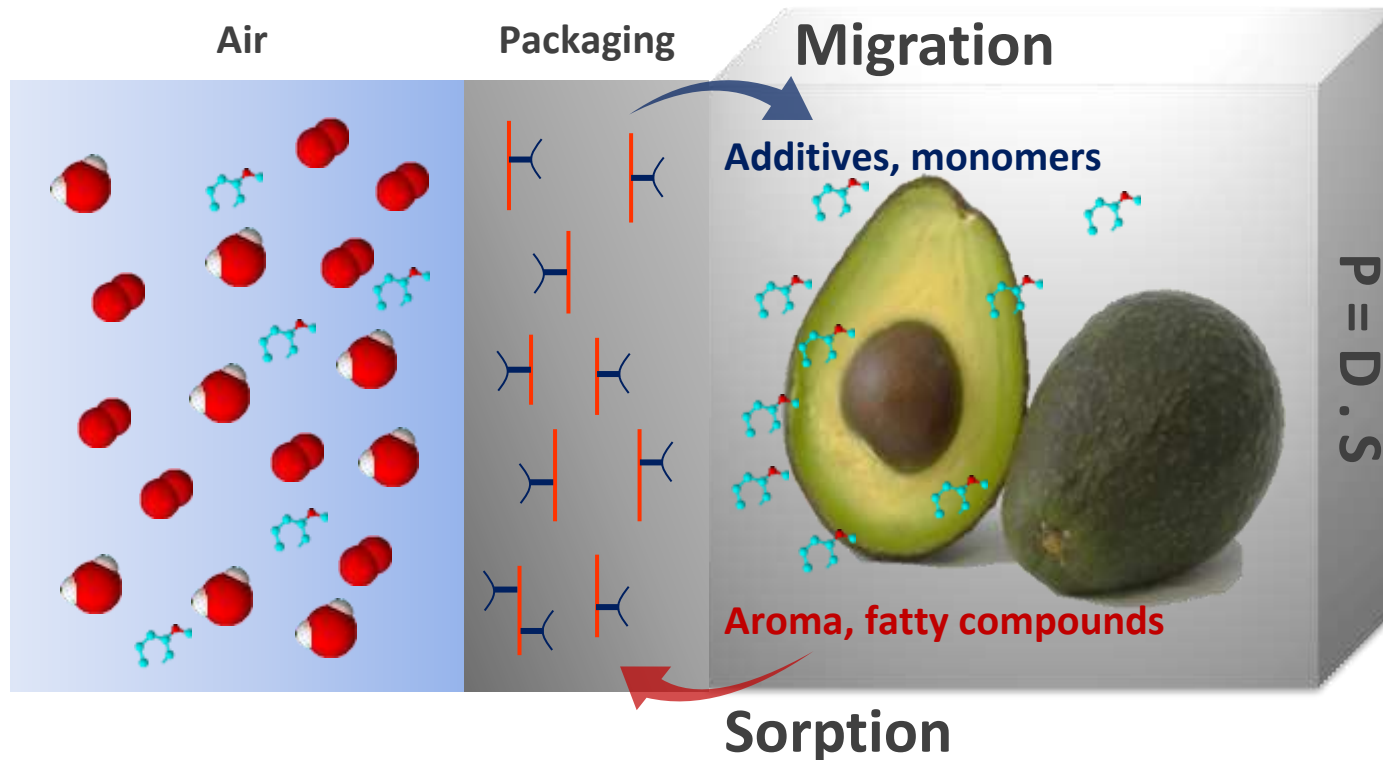 Air
Packaging
Migration
Additives, monomers
P = D . S
Aroma, fatty compounds
Sorption